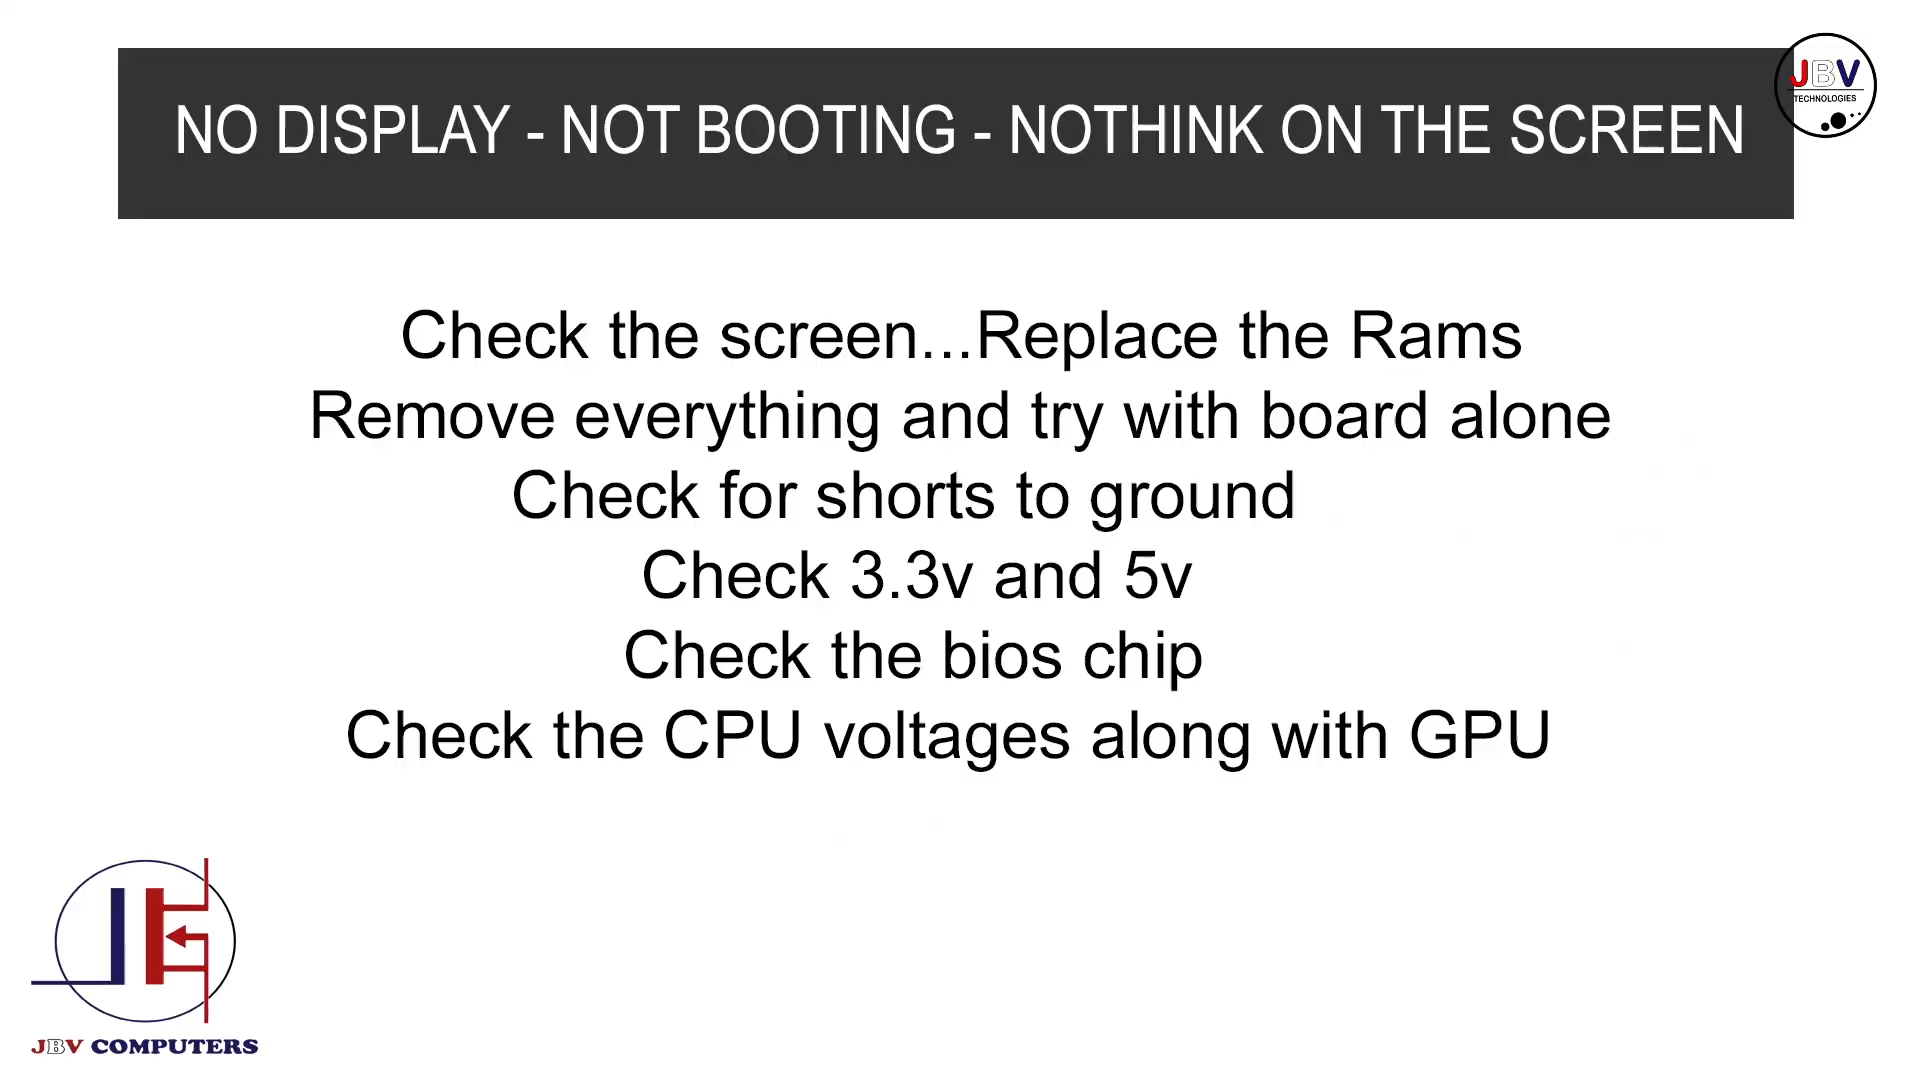 NO DISPLAY - NOT BOOTING - NOTHINK ON THE SCREEN
JBV
TECHNOLOGIES
Check the screen...Replace the Rams
Remove everything and try with board alone
Check for shorts to ground
Check 3.3v and 5v
Check the bios chip
Check the CPU voltages along with GPU
JBV COMPUTERS